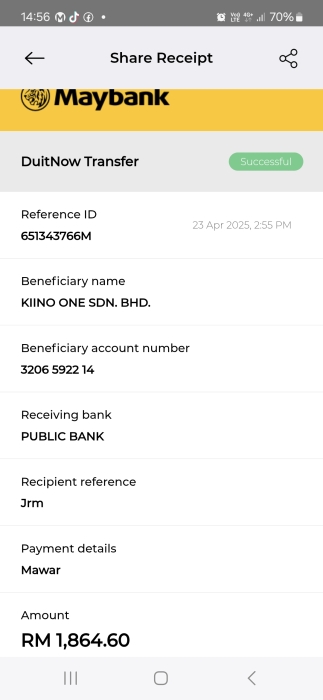 14:56
VoLTE 4G+ 70%
Share Receipt
Maybank
DuitNow Transfer
Successful
Reference ID
23 Apr 2025, 2:55 PM
651343766M
Beneficiary name
KIINO ONE SDN. BHD.
Beneficiary account number
3206 5922 14
Receiving bank
PUBLIC BANK
Recipient reference
Jrm
Payment details
Mawar
Amount
RM 1,864.60